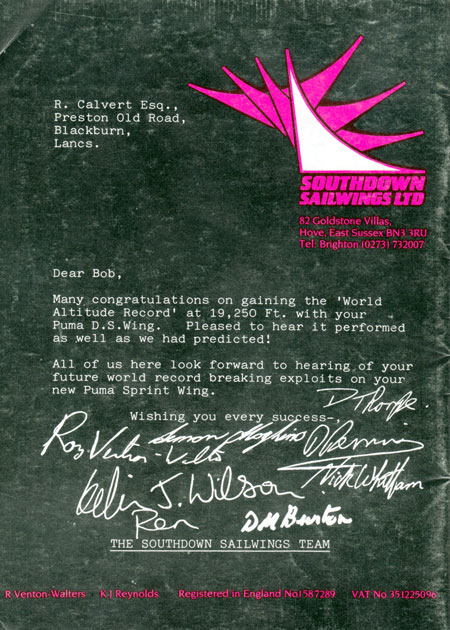 R. Calvert Esq.,
Preston Old Road,
Blackburn,
Lancs.
SOUTHDOWN
SAILWINGS LTD
82 Goldstone Villas,
Hove, East Sussex BN3 3RU
Tel: Brighton (0273) 732007
Dear Bob,
Many congratulations on gaining the 'World
Altitude Record' at 19,250 Ft. with your
Puma D.S.Wing. Pleased to hear it performed
as well as we had predicted!
All of us here look forward to hearing of your
future world record breaking exploits on your
new Puma Sprint Wing.
Wishing you every success-
D Thorpe.
Roz Venton-Walters
Nick Whatham
J. Wilson
Ren
DM Burton
THE SOUTHDOWN SAILWINGS TEAM
R Venton-Walters K J Reynolds Registered in England No1587289 VAT No 351225096